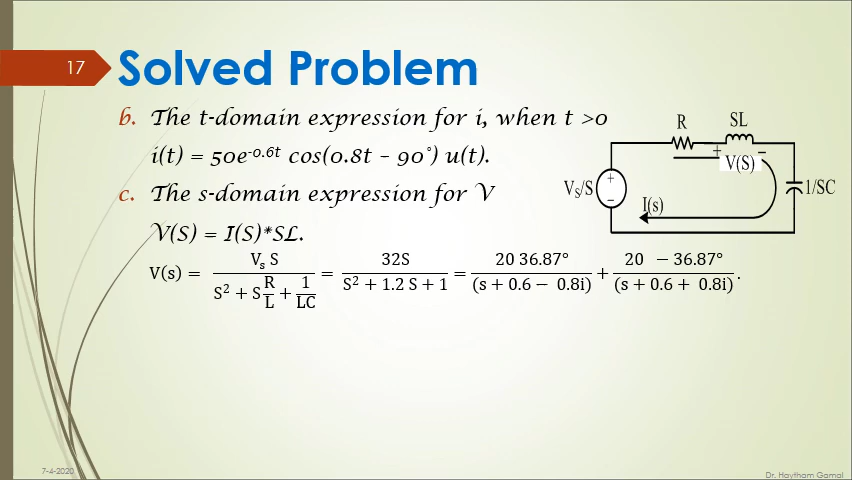 17
Solved Problem
b. The t-domain expression for i, when t >0
i(t) = 50e^-0.6t cos(0.8t – 90°) u(t).
c. The s-domain expression for V
V(S) = I(S)*SL.
V(s) = V_s S / (S² + S R/L + 1/LC) = 32S / (S² + 1.2 S + 1) = 20 36.87° / (s + 0.6 − 0.8i) + 20 − 36.87° / (s + 0.6 + 0.8i).
R
SL
+ −
V(S)
V_S/S
+
−
I(s)
1/SC
7-4-2020
Dr. Haytham Gamal